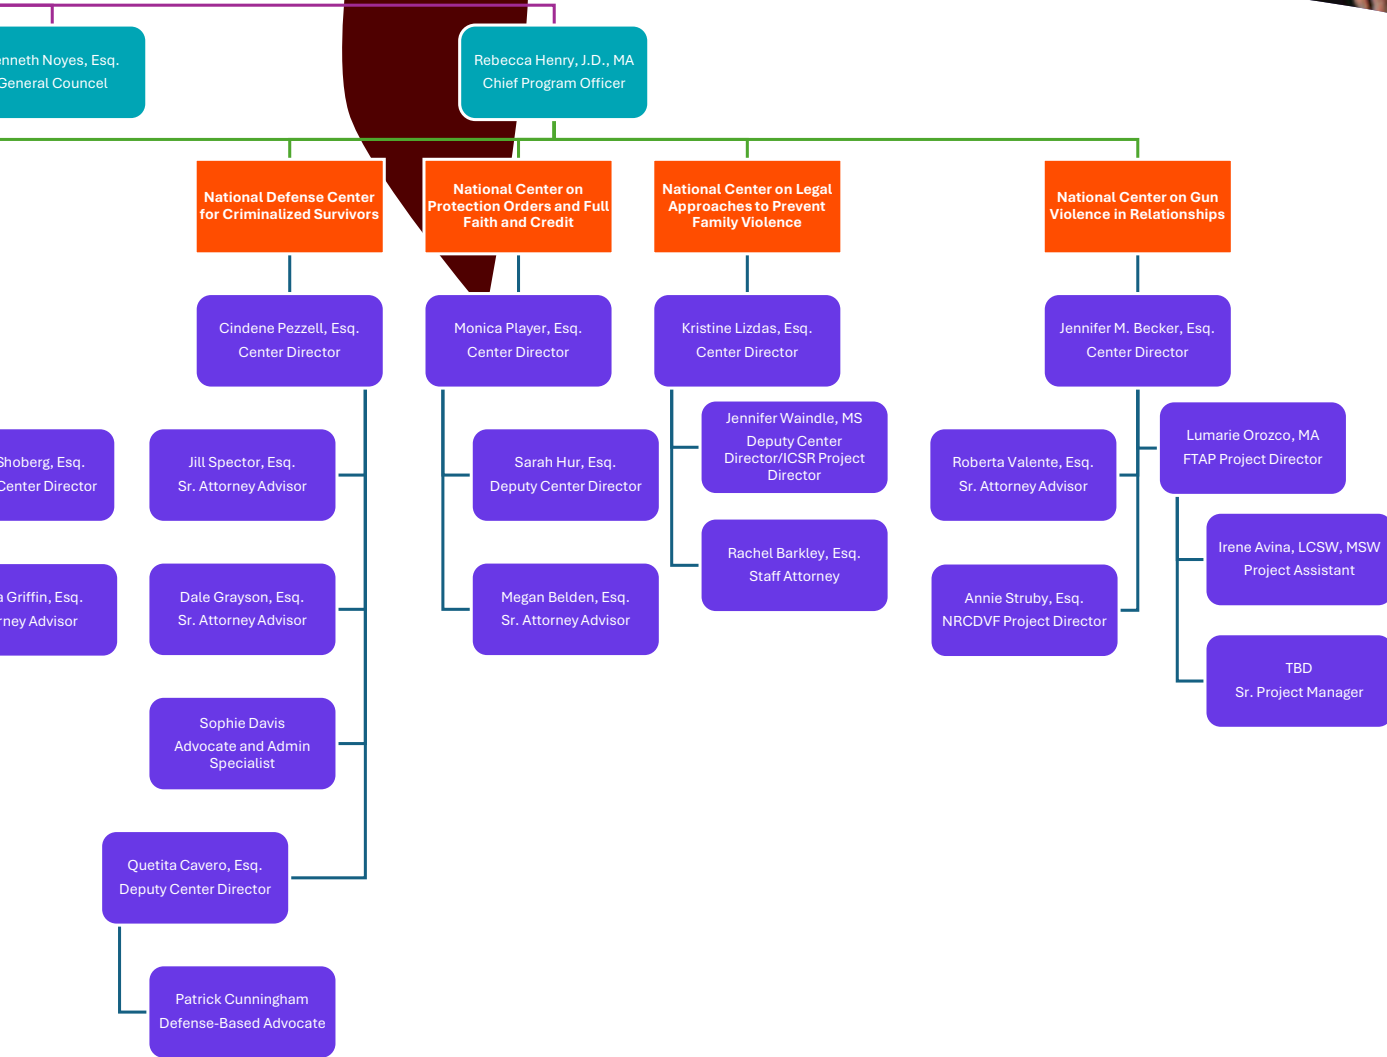 Noyes, Esq.
General Councel
Rebecca Henry, J.D., MA
Chief Program Officer
National Defense Center
for Criminalized Survivors
National Center on
Protection Orders and Full
Faith and Credit
National Center on Legal
Approaches to Prevent
Family Violence
National Center on Gun
Violence in Relationships
Cindene Pezzell, Esq.
Center Director
Monica Player, Esq.
Center Director
Kristine Lizdas, Esq.
Center Director
Jennifer M. Becker, Esq.
Center Director
Shoberg, Esq.
Center Director
Jill Spector, Esq.
Sr. Attorney Advisor
Sarah Hur, Esq.
Deputy Center Director
Jennifer Waindle, MS
Deputy Center
Director/ICSR Project
Director
Roberta Valente, Esq.
Sr. Attorney Advisor
Lumarie Orozco, MA
FTAP Project Director
Rachel Barkley, Esq.
Staff Attorney
Irene Avina, LCSW, MSW
Project Assistant
Griffin, Esq.
Advisor
Dale Grayson, Esq.
Sr. Attorney Advisor
Megan Belden, Esq.
Sr. Attorney Advisor
Annie Struby, Esq.
NRCDVF Project Director
TBD
Sr. Project Manager
Sophie Davis
Advocate and Admin
Specialist
Quetita Cavero, Esq.
Deputy Center Director
Patrick Cunningham
Defense-Based Advocate